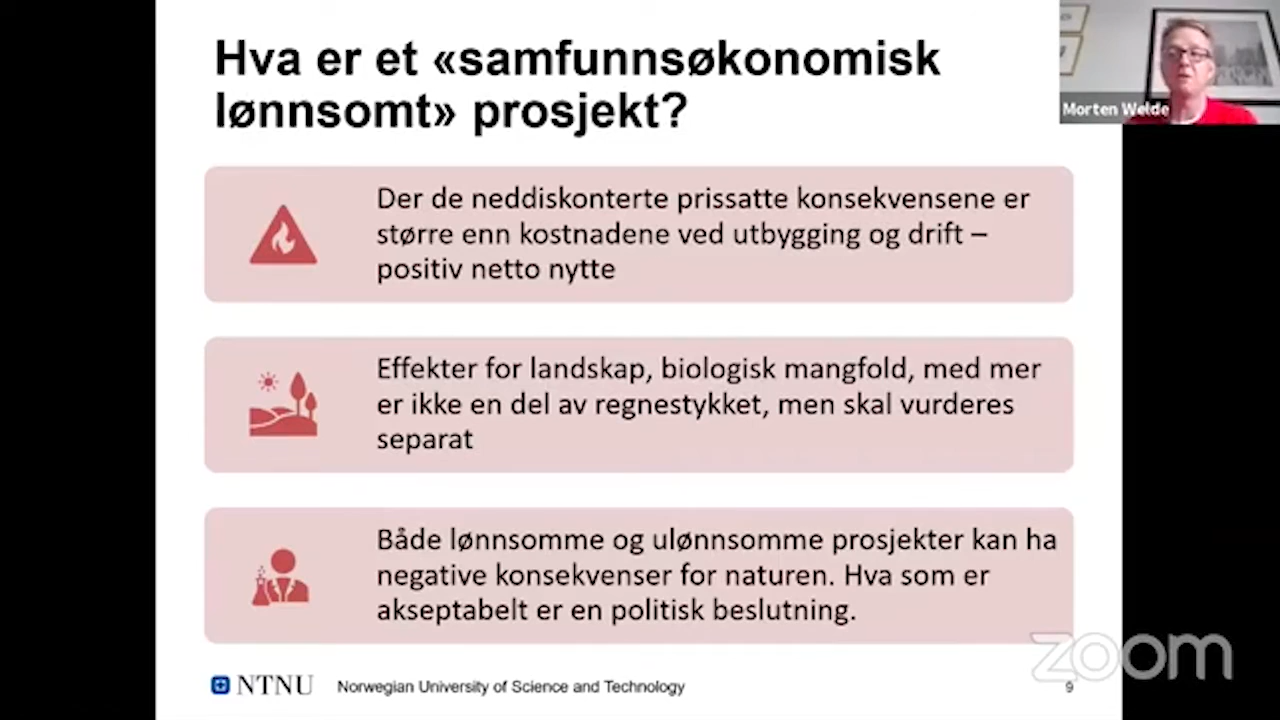 Hva er et «samfunnsøkonomisk
lønnsomt» prosjekt?
Morten Welde
Der de neddiskonterte prissatte konsekvensene er
større enn kostnadene ved utbygging og drift –
positiv netto nytte
Effekter for landskap, biologisk mangfold, med mer
er ikke en del av regnestykket, men skal vurderes
separat
Både lønnsomme og ulønnsomme prosjekter kan ha
negative konsekvenser for naturen. Hva som er
akseptabelt er en politisk beslutning.
zoom
NTNU Norwegian University of Science and Technology 9